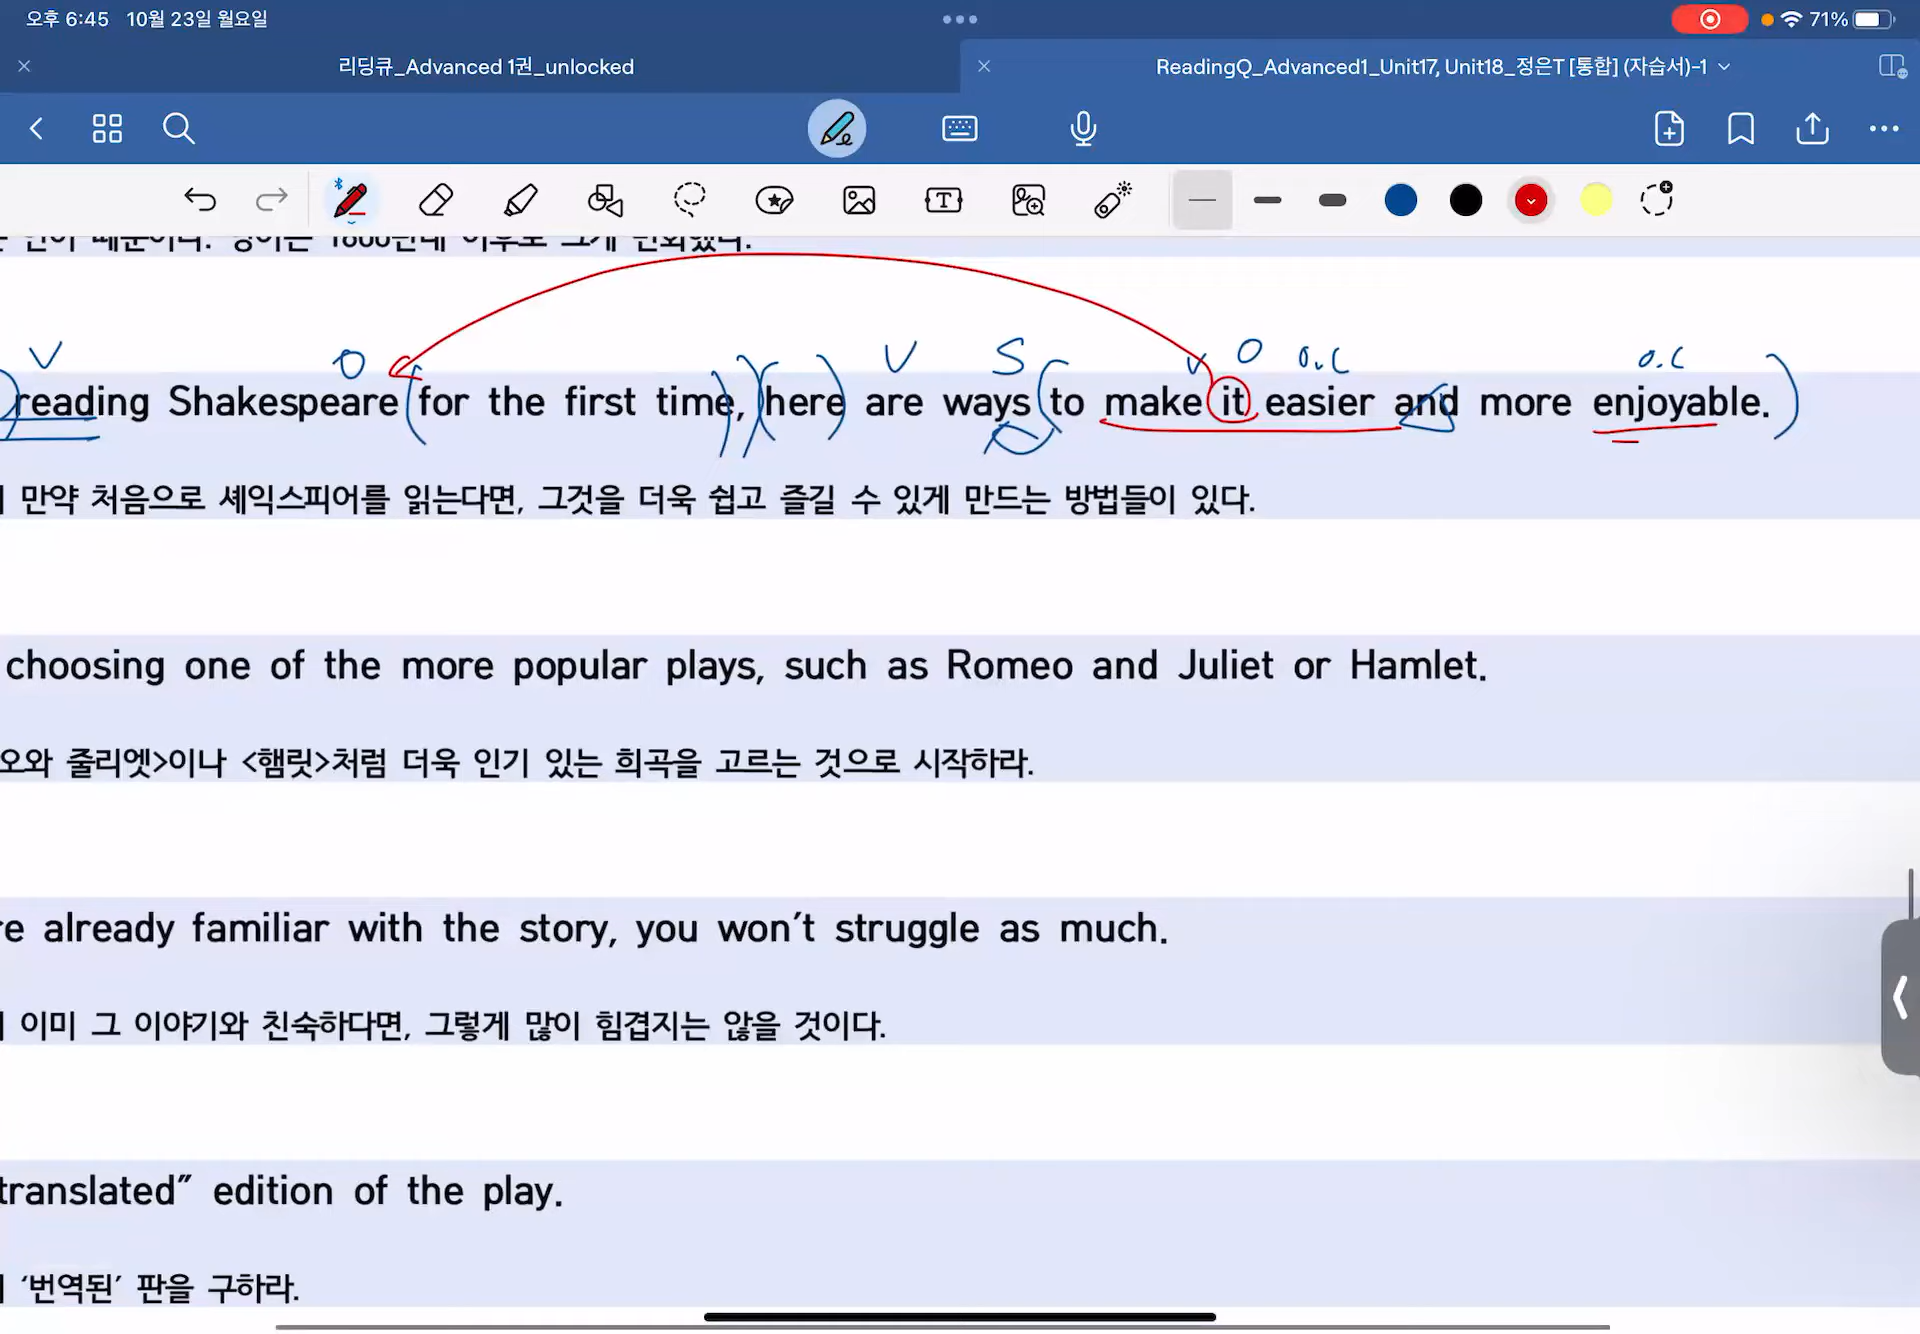 오후 6:45 10월 23일 월요일
71%
리딩큐_Advanced 1권_unlocked
ReadingQ_Advanced1_Unit17, Unit18_정은T [통합] (자습서)-1
V O V S V O O.C O.C
reading Shakespeare for the first time, here are ways to make it easier and more enjoyable.
만약 처음으로 셰익스피어를 읽는다면, 그것을 더욱 쉽고 즐길 수 있게 만드는 방법들이 있다.
choosing one of the more popular plays, such as Romeo and Juliet or Hamlet.
오와 줄리엣>이나 <햄릿>처럼 더욱 인기 있는 희곡을 고르는 것으로 시작하라.
re already familiar with the story, you won't struggle as much.
이미 그 이야기와 친숙하다면, 그렇게 많이 힘겹지는 않을 것이다.
translated” edition of the play.
‘번역된’ 판을 구하라.